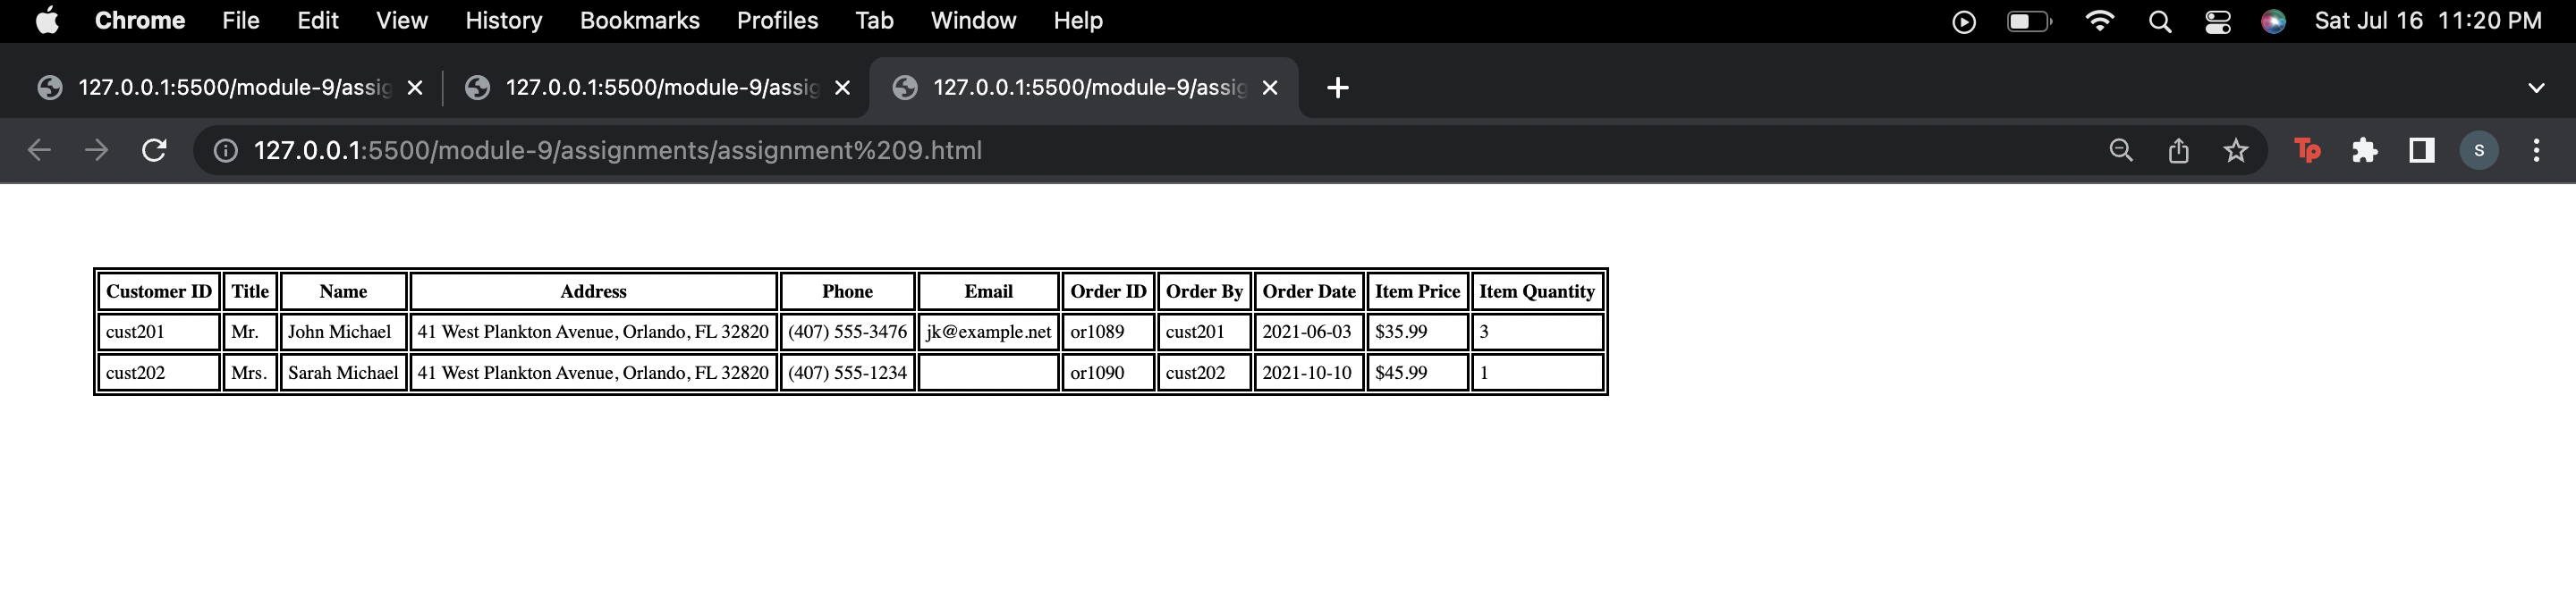 Chrome File Edit View History Bookmarks Profiles Tab Window Help Sat Jul 16 11:20 PM
127.0.0.1:5500/module-9/assig 127.0.0.1:5500/module-9/assig 127.0.0.1:5500/module-9/assig
127.0.0.1:5500/module-9/assignments/assignment%209.html Tp S
Customer ID Title Name Address Phone Email Order ID Order By Order Date Item Price Item Quantity
cust201 Mr. John Michael 41 West Plankton Avenue, Orlando, FL 32820 (407) 555-3476 jk@example.net or1089 cust201 2021-06-03 $35.99 3
cust202 Mrs. Sarah Michael 41 West Plankton Avenue, Orlando, FL 32820 (407) 555-1234 or1090 cust202 2021-10-10 $45.99 1